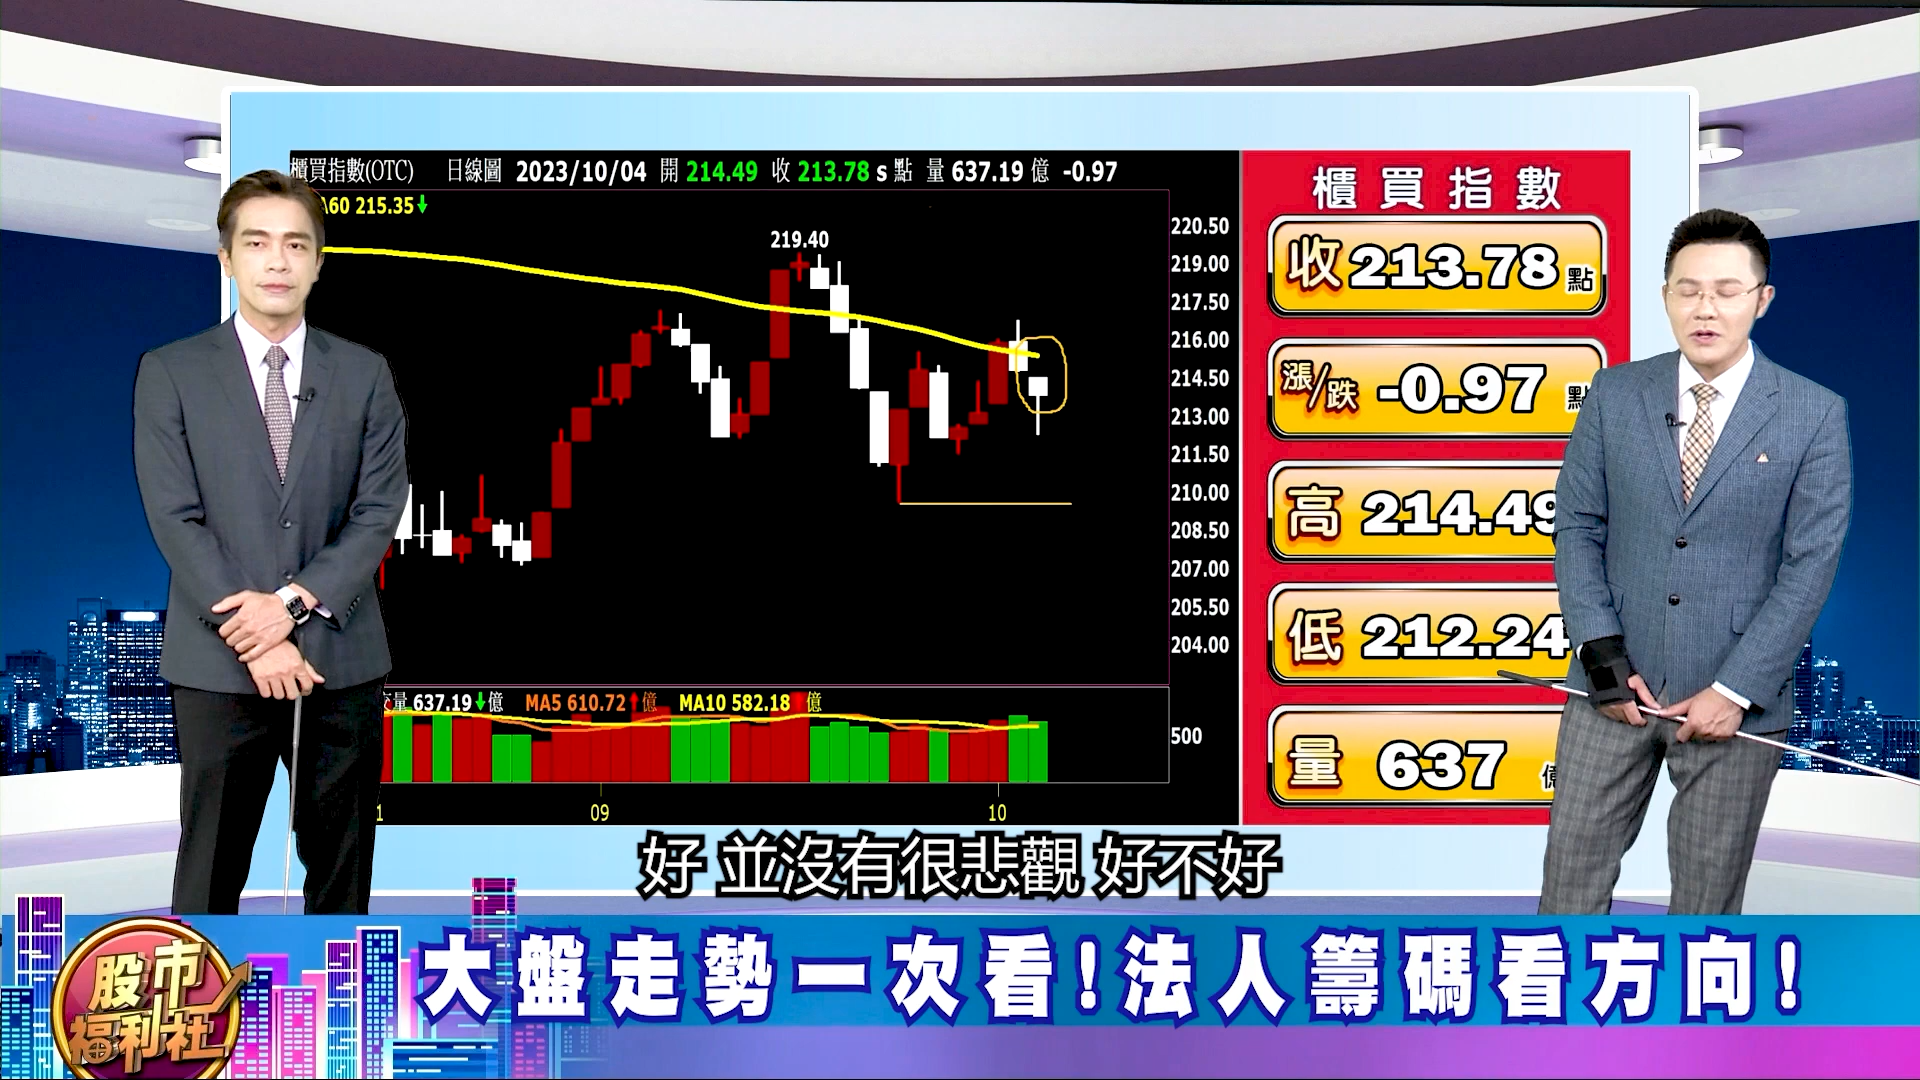 櫃買指數(OTC) 日線圖 2023/10/04 開 214.49 收 213.78 s 點 量 637.19 億 -0.97
A60 215.35↓
219.40
220.50
219.00
217.50
216.00
214.50
213.00
211.50
210.00
208.50
207.00
205.50
204.00
交量 637.19↓億 MA5 610.72↑億 MA10 582.18 億
500
09
10
櫃買指數
收 213.78 點
漲/跌 -0.97 點
高 214.49
低 212.24
量 637 億
好 並沒有很悲觀 好不好
大盤走勢一次看!法人籌碼看方向!
股市
福利社